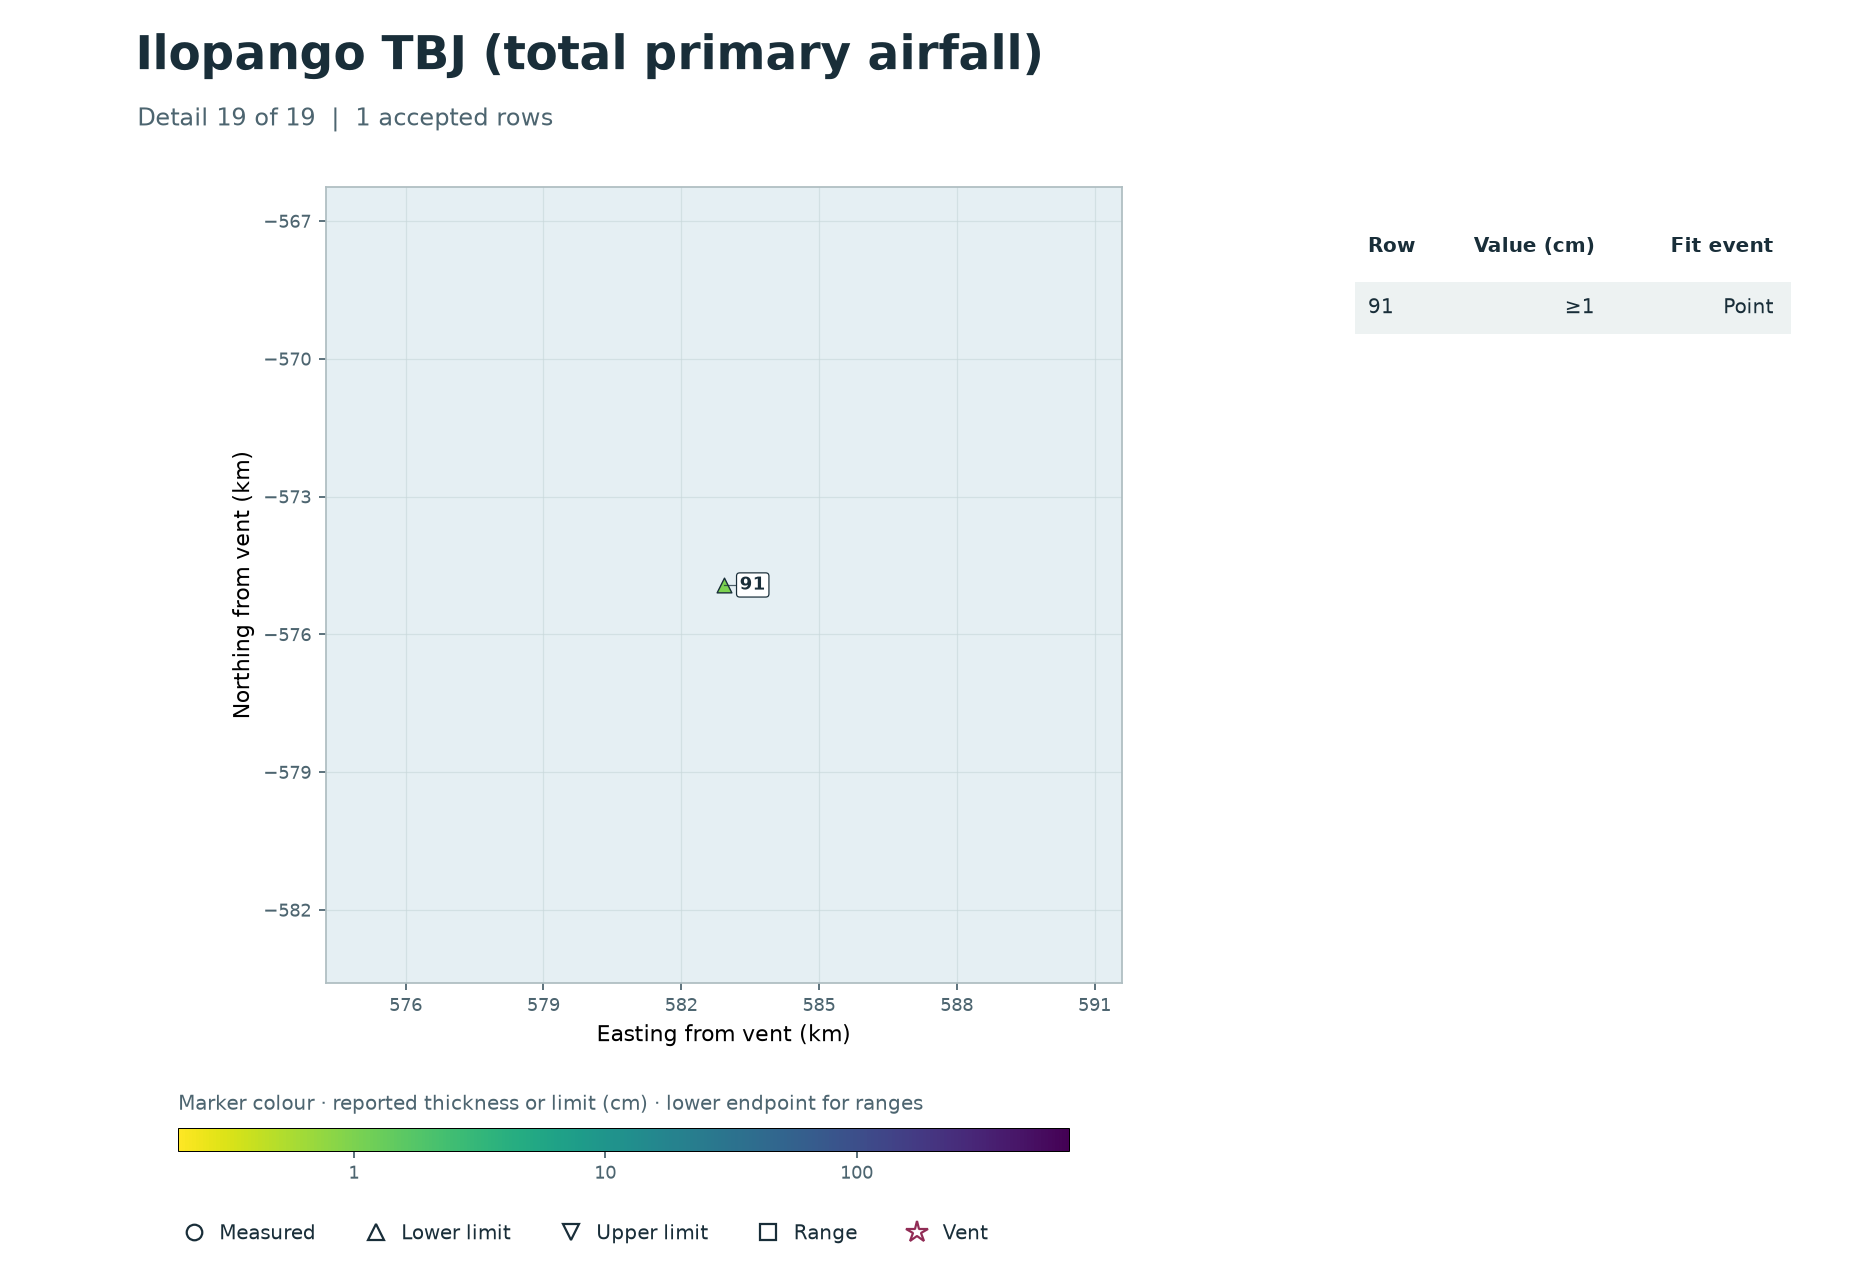 Ilopango TBJ (total primary airfall)
Detail 19 of 19 | 1 accepted rows
Row Value (cm) Fit event
91 ≥1 Point
−567
−570
−573
−576
−579
−582
Northing from vent (km)
91
576 579 582 585 588 591
Easting from vent (km)
Marker colour · reported thickness or limit (cm) · lower endpoint for ranges
1 10 100
Measured Lower limit Upper limit Range Vent